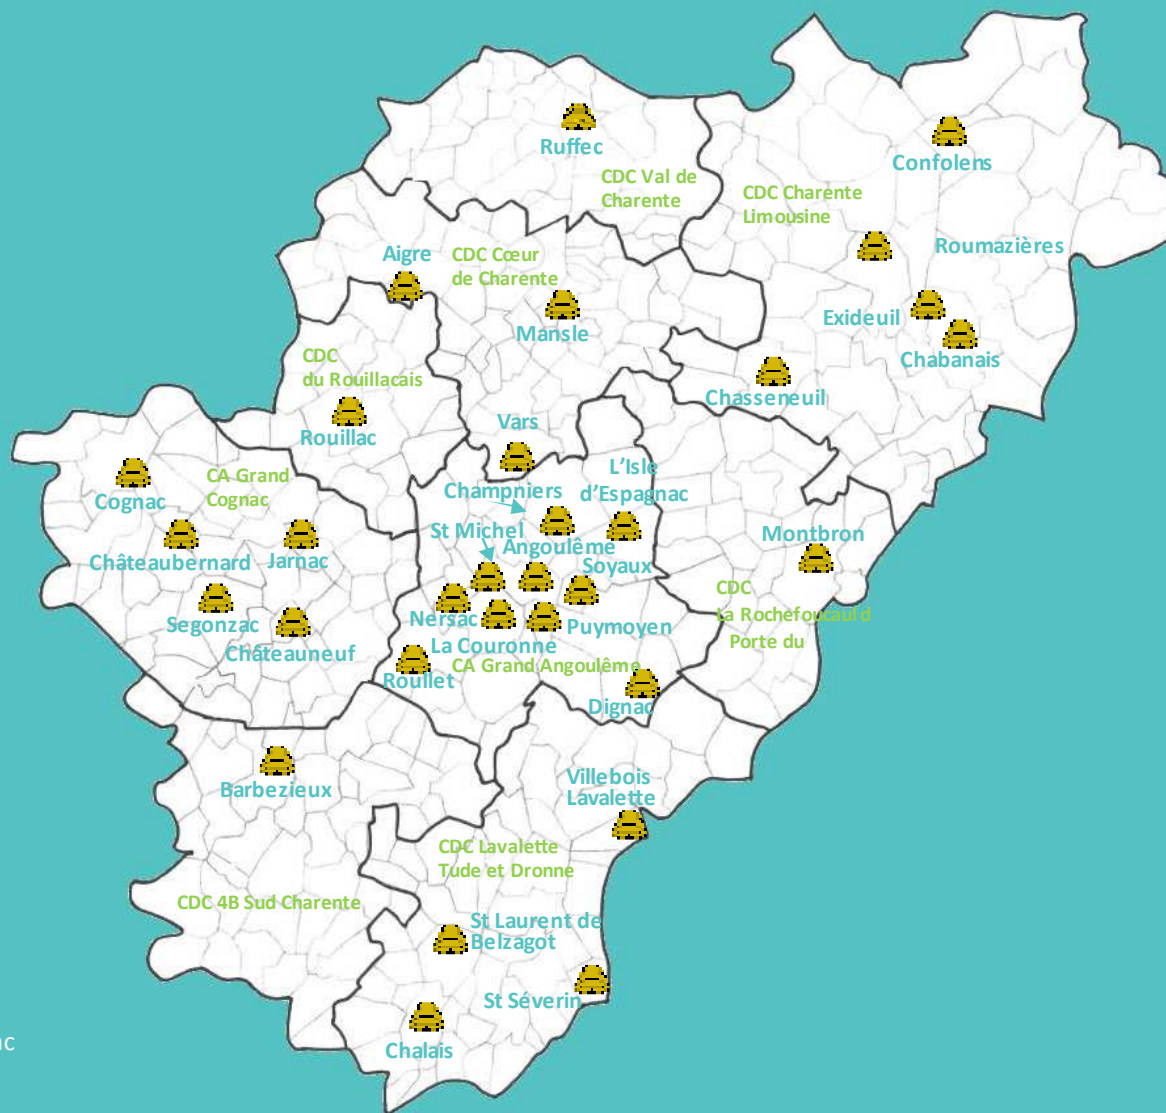 Ruffec
Confolens
CDC Val de
Charente
CDC Charente
Limousine
Aigre
CDC Cœur
de Charente
Roumazières
Mansle
Exideuil
Chabanais
CDC
du Rouillacais
Chasseneuil
Rouillac
Vars
L'Isle
d'Espagnac
CA Grand
Cognac
Cognac
Champniers
St Michel
Angoulême
Soyaux
Montbron
Châteaubernard
Jarnac
CDC
La Rochefoucauld
Porte du
Segonzac
Nersac
Puymoyen
Châteauneuf
La Couronne
CA Grand Angoulême
Roullet
Dignac
Barbezieux
Villebois
Lavalette
CDC Lavalette
Tude et Dronne
CDC 4B Sud Charente
St Laurent de
Belzagot
St Séverin
Chalais